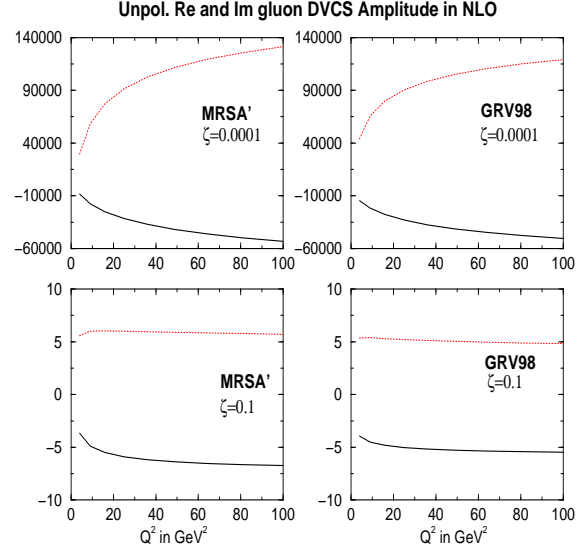 Unpol. Re and Im gluon DVCS Amplitude in NLO
140000
90000
40000
−10000
−60000
0 20 40 60 80 100
MRSA'
ζ=0.0001
140000
90000
40000
−10000
−60000
0 20 40 60 80 100
GRV98
ζ=0.0001
10
5
0
−5
−10
0 20 40 60 80 100
MRSA'
ζ=0.1
Q² in GeV²
10
5
0
−5
−10
0 20 40 60 80 100
GRV98
ζ=0.1
Q² in GeV²